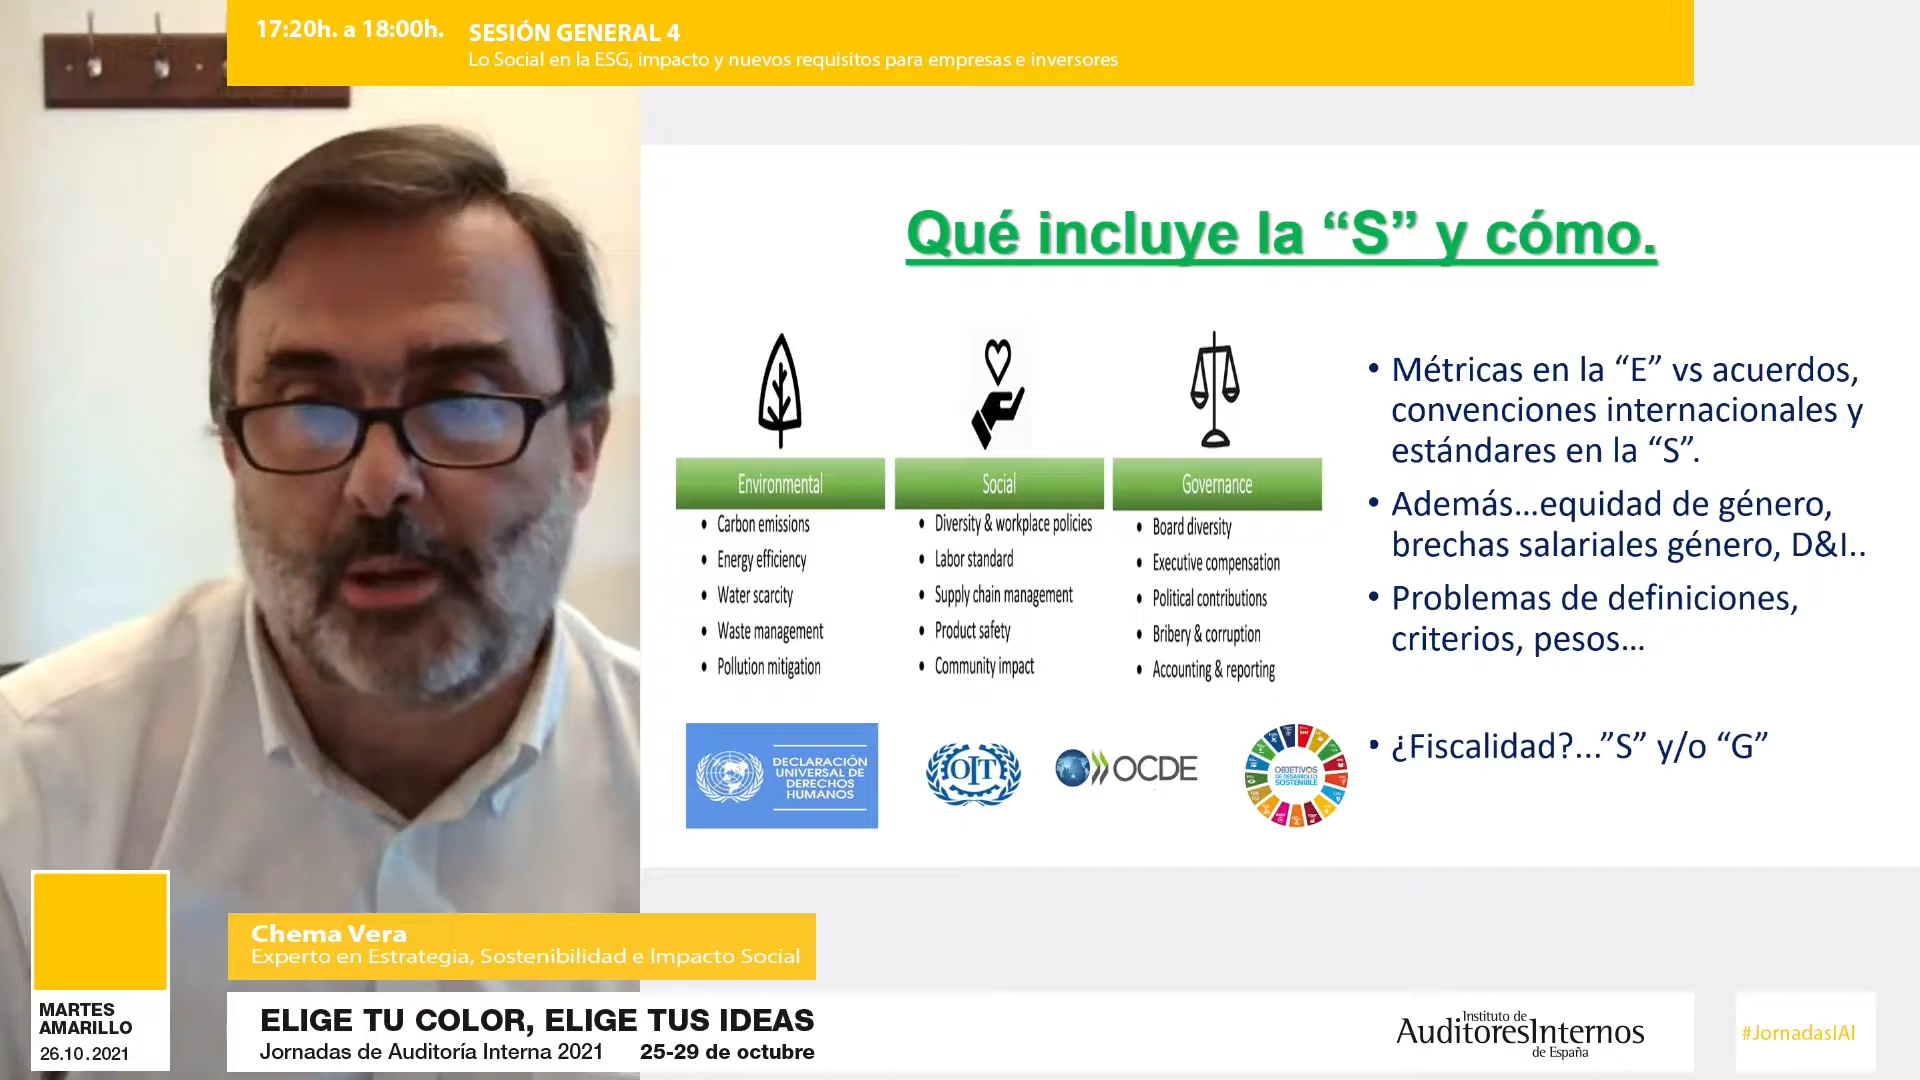 17:20h. a 18:00h.
SESIÓN GENERAL 4
Lo Social en la ESG, impacto y nuevos requisitos para empresas e inversores
Qué incluye la “S” y cómo.
Environmental
• Carbon emissions
• Energy efficiency
• Water scarcity
• Waste management
• Pollution mitigation
Social
• Diversity & workplace policies
• Labor standard
• Supply chain management
• Product safety
• Community impact
Governance
• Board diversity
• Executive compensation
• Political contributions
• Bribery & corruption
• Accounting & reporting
• Métricas en la “E” vs acuerdos,
convenciones internacionales y
estándares en la “S”.
• Además...equidad de género,
brechas salariales género, D&I..
• Problemas de definiciones,
criterios, pesos...
• ¿Fiscalidad?...”S” y/o “G”
DECLARACIÓN
UNIVERSAL DE
DERECHOS
HUMANOS
OIT
OCDE
OBJETIVOS
DE DESARROLLO
SOSTENIBLE
Chema Vera
Experto en Estrategia, Sostenibilidad e Impacto Social
MARTES
AMARILLO
26.10.2021
ELIGE TU COLOR, ELIGE TUS IDEAS
Jornadas de Auditoría Interna 2021 25-29 de octubre
Instituto de
AuditoresInternos
de España
#JornadasIAI